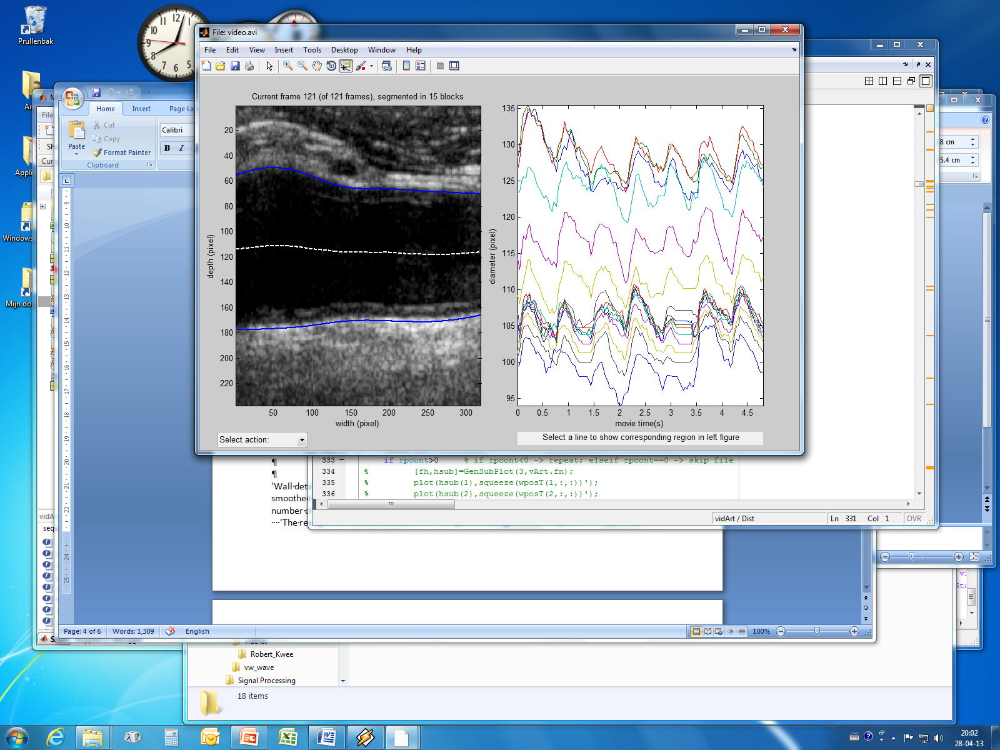 Prullenbak
File: video.avi
File Edit View Insert Tools Desktop Window Help
Current frame 121 (of 121 frames), segmented in 15 blocks
20
40
60
80
100
120
140
160
180
200
220
depth (pixel)
50 100 150 200 250 300
width (pixel)
Select action:
135
130
125
120
115
110
105
100
95
diameter (pixel)
0 0.5 1 1.5 2 2.5 3 3.5 4 4.5
movie time(s)
Select a line to show corresponding region in left figure
Home Insert Page La
Paste
Cut
Copy
Format Painter
Clipboard
Calibri
B I
File
Sh
Cur
Appli
Windows
Mijn do
8 cm
5.4 cm
333 if rpcont>0 % if rpcont<0 -> repeat; elseif rpcont==0 -> skip file
334 % [fh,hsub]=GenSubPlot(3,vArt.fn);
335 % plot(hsub(1),squeeze(wposT(1,:,:))');
336 % plot(hsub(2),squeeze(wposT(2,:,:))');
vidArt / Dist Ln 331 Col 1 OVR
¶
¶
'Wall·det
smoothed
number·o
····'The·re
vidA
seq
Page: 4 of 6 Words: 1,309 English 100%
Robert_Kwee
vw_wave
Signal Processing
18 items
20:02
28-04-13